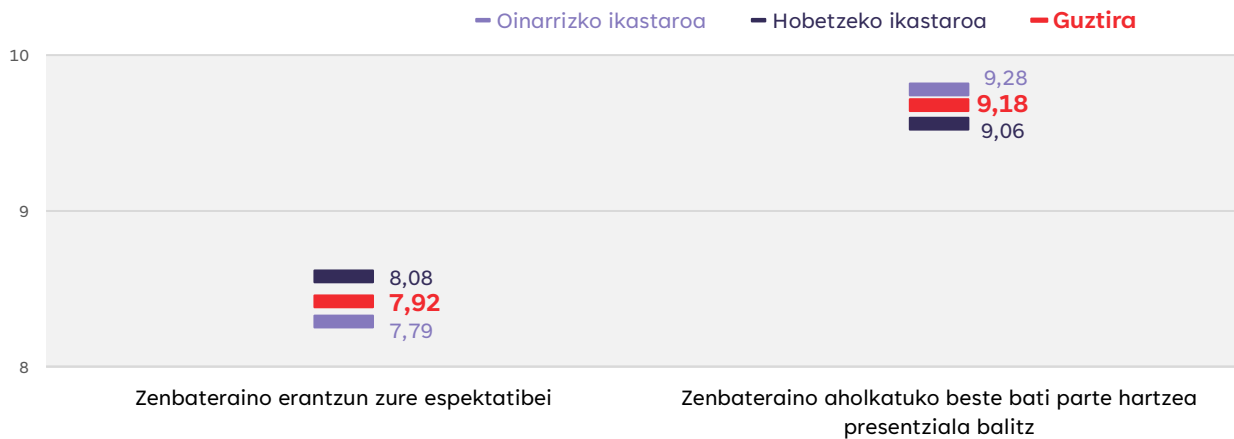 Oinarrizko ikastaroa Hobetzeko ikastaroa Guztira
10
9,28
9,18
9,06
9
8,08
7,92
7,79
8
Zenbateraino erantzun zure espektatibei
Zenbateraino aholkatuko beste bati parte hartzea
presentziala balitz